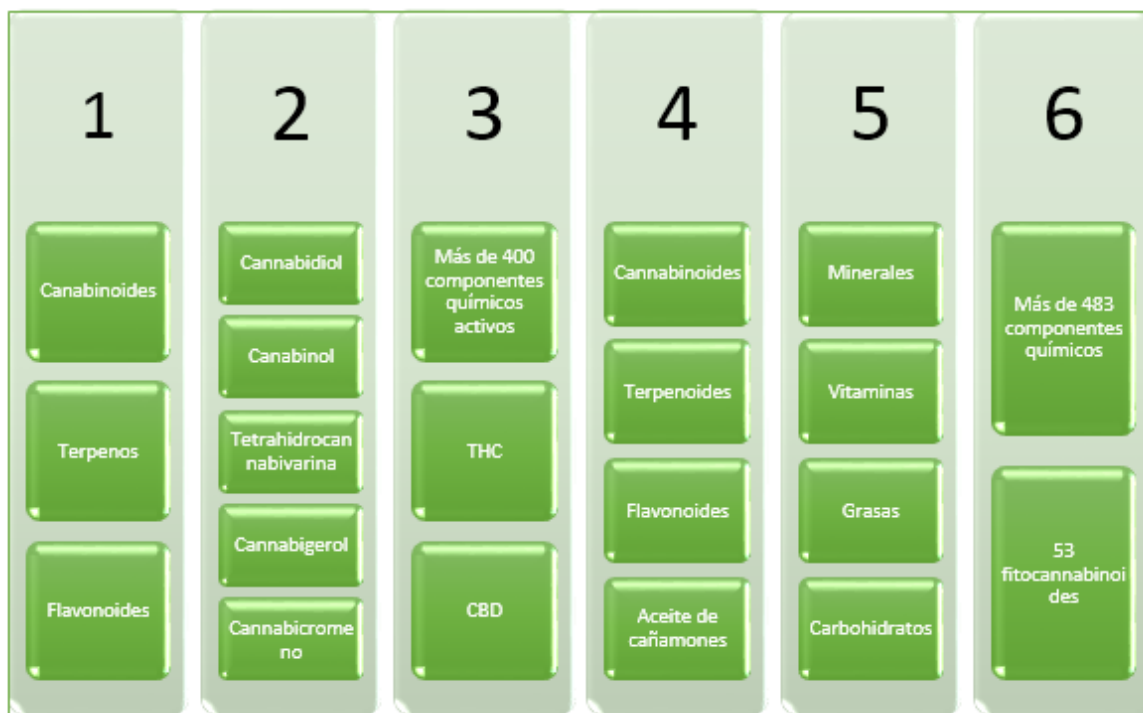 1
Canabinoides
Terpenos
Flavonoides
2
Cannabidiol
Canabinol
Tetrahidrocan
nabivarina
Cannabigerol
Cannabicrome
no
3
Más de 400
componentes
químicos
activos
THC
CBD
4
Cannabinoides
Terpenoides
Flavonoides
Aceite de
cañamones
5
Minerales
Vitaminas
Grasas
Carbohidratos
6
Más de 483
componentes
químicos
53
fitocannabinoi
des